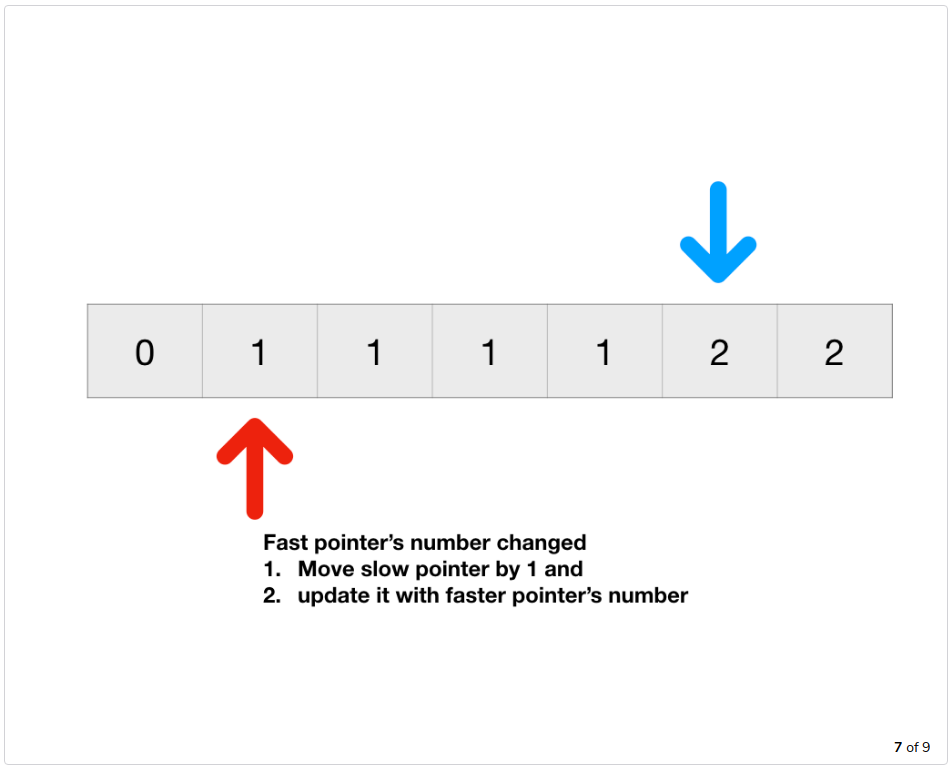 0 1 1 1 1 2 2
Fast pointer’s number changed
1. Move slow pointer by 1 and
2. update it with faster pointer’s number
7 of 9